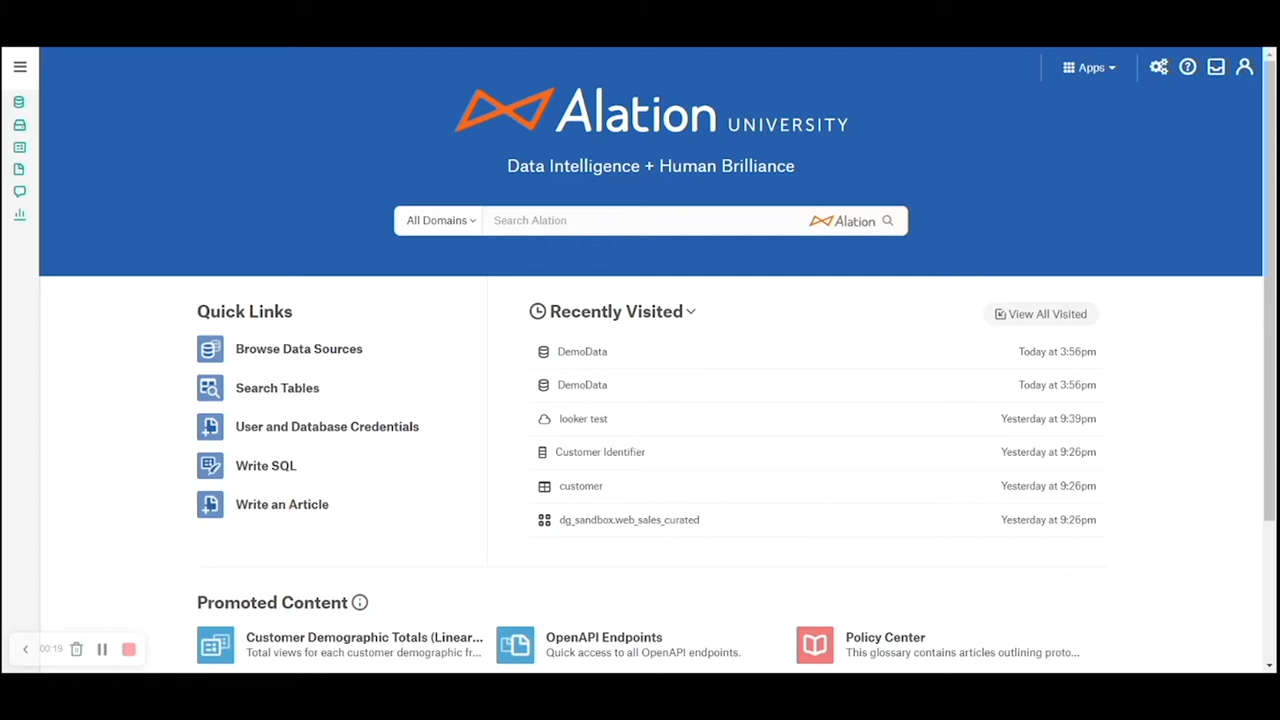 Apps
Alation UNIVERSITY
Data Intelligence + Human Brilliance
All Domains Search Alation Alation
Quick Links
Browse Data Sources
Search Tables
User and Database Credentials
Write SQL
Write an Article
Recently Visited View All Visited
DemoData Today at 3:56pm
DemoData Today at 3:56pm
looker test Yesterday at 9:39pm
Customer Identifier Yesterday at 9:26pm
customer Yesterday at 9:26pm
dg_sandbox.web_sales_curated Yesterday at 9:26pm
Promoted Content
Customer Demographic Totals (Linear...
Total views for each customer demographic fr...
OpenAPI Endpoints
Quick access to all OpenAPI endpoints.
Policy Center
This glossary contains articles outlining proto...
00:19